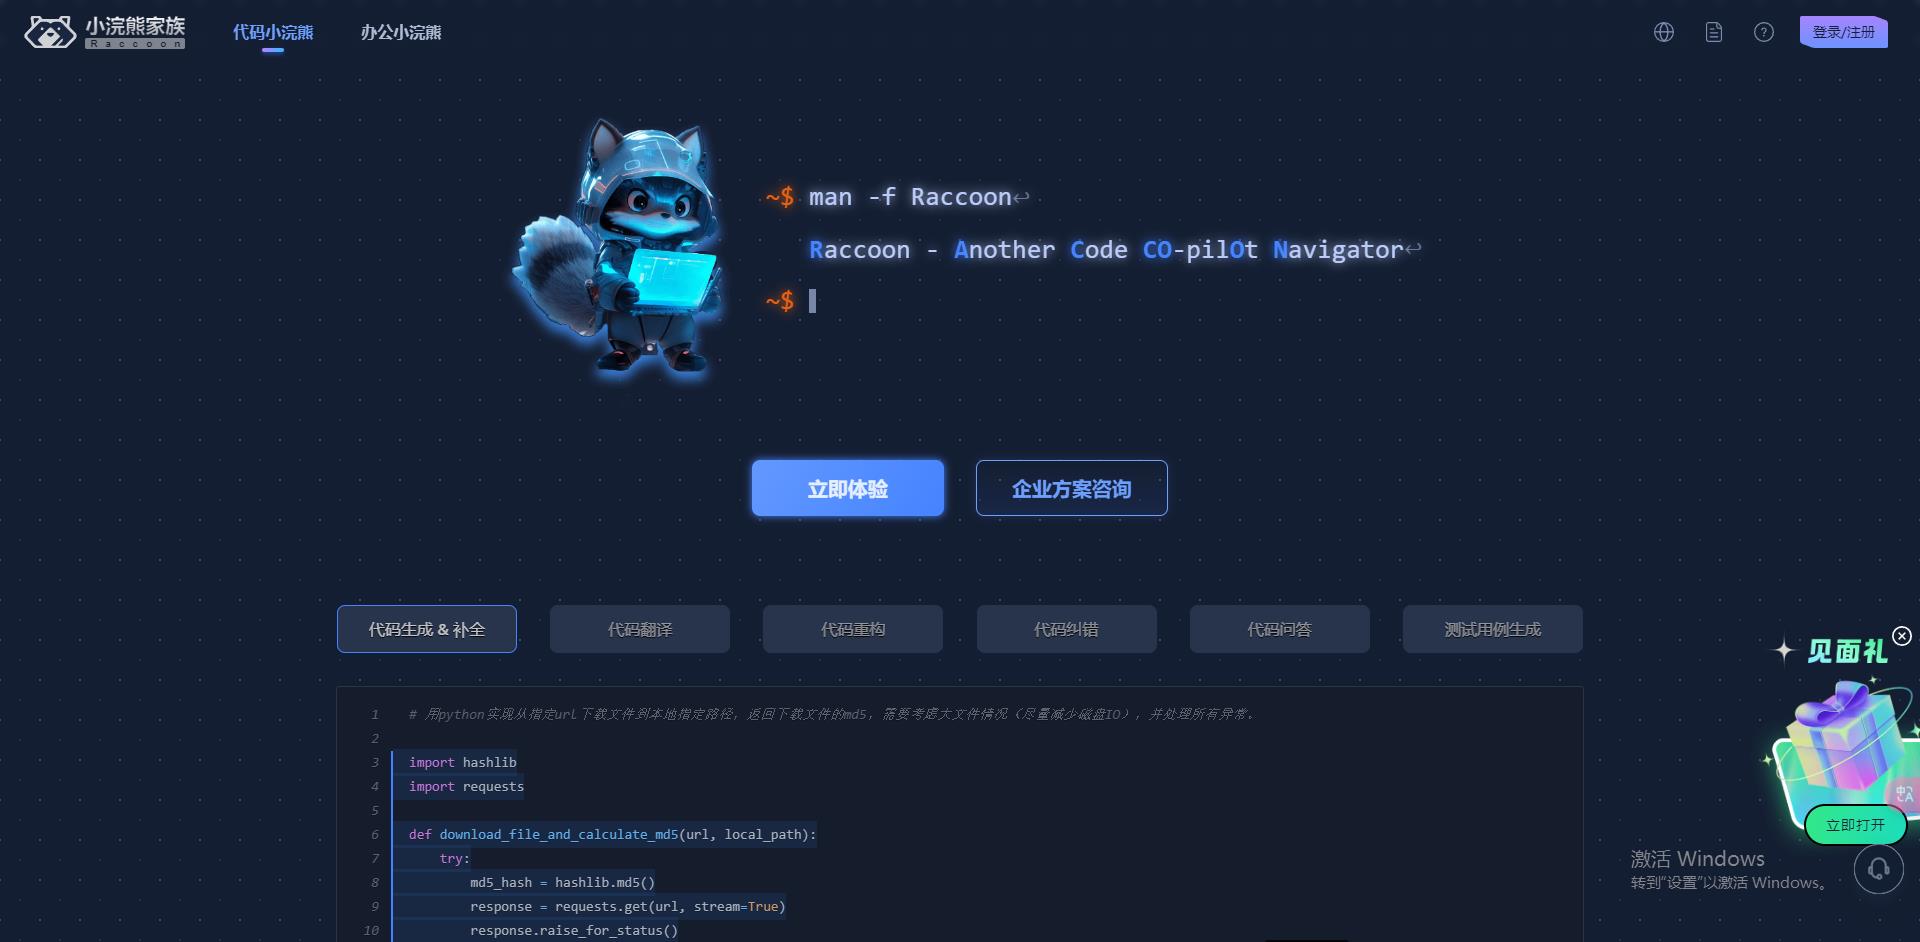 小浣熊家族
Raccoon
代码小浣熊
办公小浣熊
登录/注册
~$ man -f Raccoon↩
Raccoon - Another Code CO-pilOt Navigator↩
~$
立即体验
企业方案咨询
代码生成 & 补全
代码翻译
代码重构
代码纠错
代码问答
测试用例生成
见面礼
1 # 用python实现从指定url下载文件到本地指定路径，返回下载文件的md5，需要考虑大文件情况（尽量减少磁盘IO），并处理所有异常。
2
3 import hashlib
4 import requests
5
6 def download_file_and_calculate_md5(url, local_path):
7 try:
8 md5_hash = hashlib.md5()
9 response = requests.get(url, stream=True)
10 response.raise_for_status()
中
A
立即打开
激活 Windows
转到“设置”以激活 Windows。